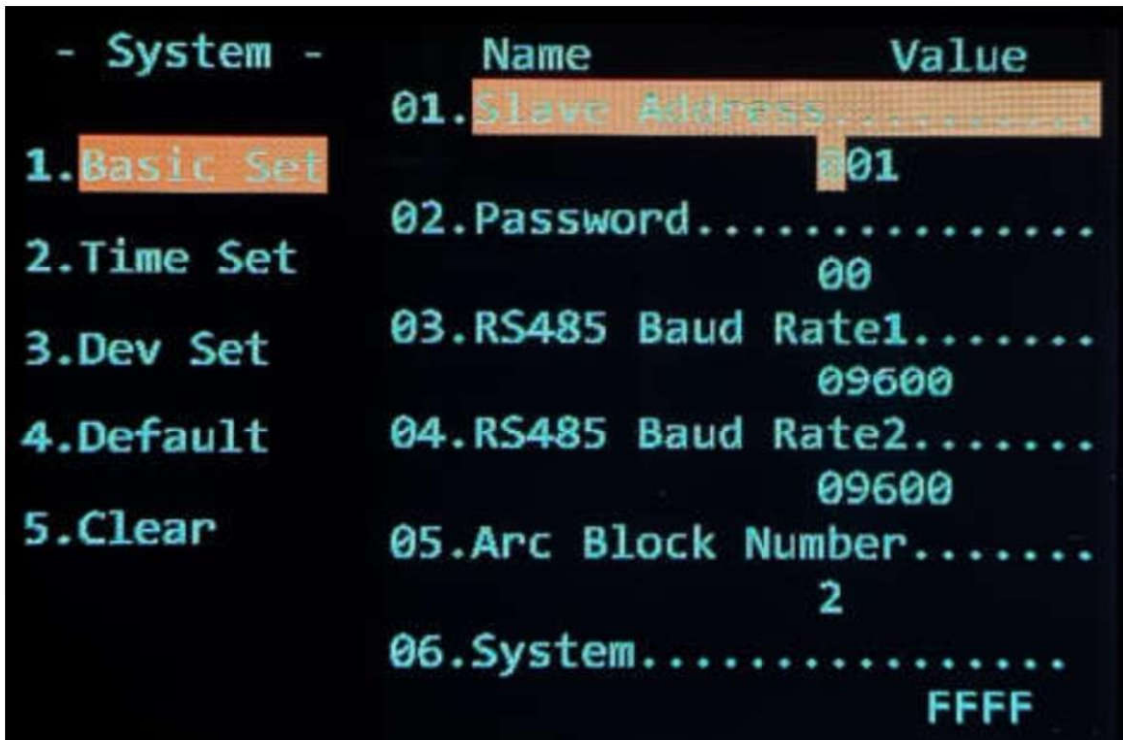 - System -
1.Basic Set
2.Time Set
3.Dev Set
4.Default
5.Clear
Name Value
01.Slave Address..........
001
02.Password...............
00
03.RS485 Baud Rate1.......
09600
04.RS485 Baud Rate2.......
09600
05.Arc Block Number.......
2
06.System................
FFFF